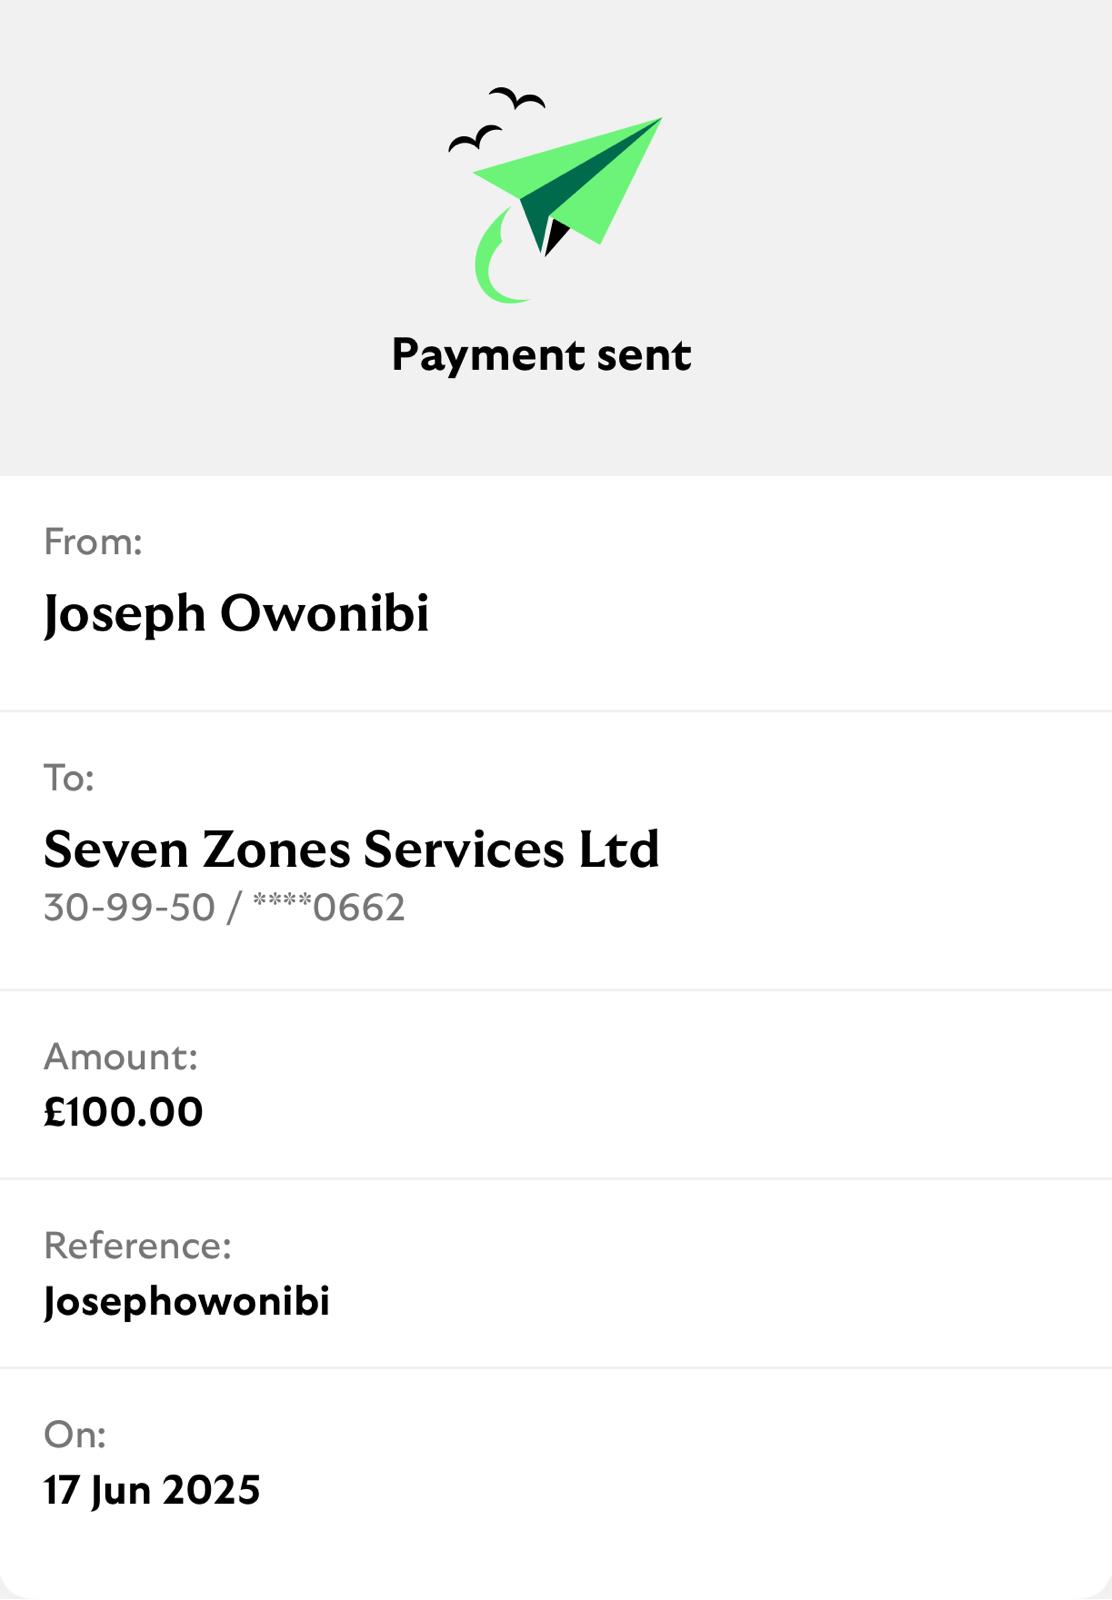 Payment sent
From:
Joseph Owonibi
To:
Seven Zones Services Ltd
30-99-50 / ****0662
Amount:
£100.00
Reference:
Josephowonibi
On:
17 Jun 2025